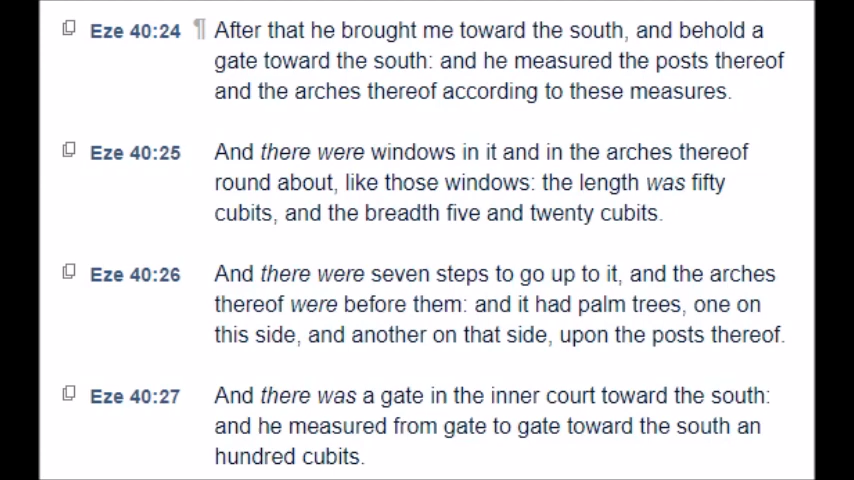 Eze 40:24 ¶ After that he brought me toward the south, and behold a
gate toward the south: and he measured the posts thereof
and the arches thereof according to these measures.
Eze 40:25 And there were windows in it and in the arches thereof
round about, like those windows: the length was fifty
cubits, and the breadth five and twenty cubits.
Eze 40:26 And there were seven steps to go up to it, and the arches
thereof were before them: and it had palm trees, one on
this side, and another on that side, upon the posts thereof.
Eze 40:27 And there was a gate in the inner court toward the south:
and he measured from gate to gate toward the south an
hundred cubits.